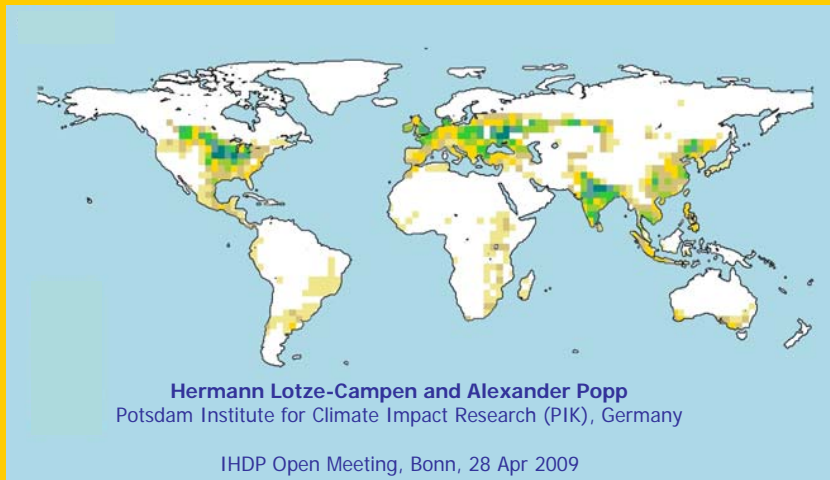 Hermann Lotze-Campen and Alexander Popp
Potsdam Institute for Climate Impact Research (PIK), Germany
IHDP Open Meeting, Bonn, 28 Apr 2009